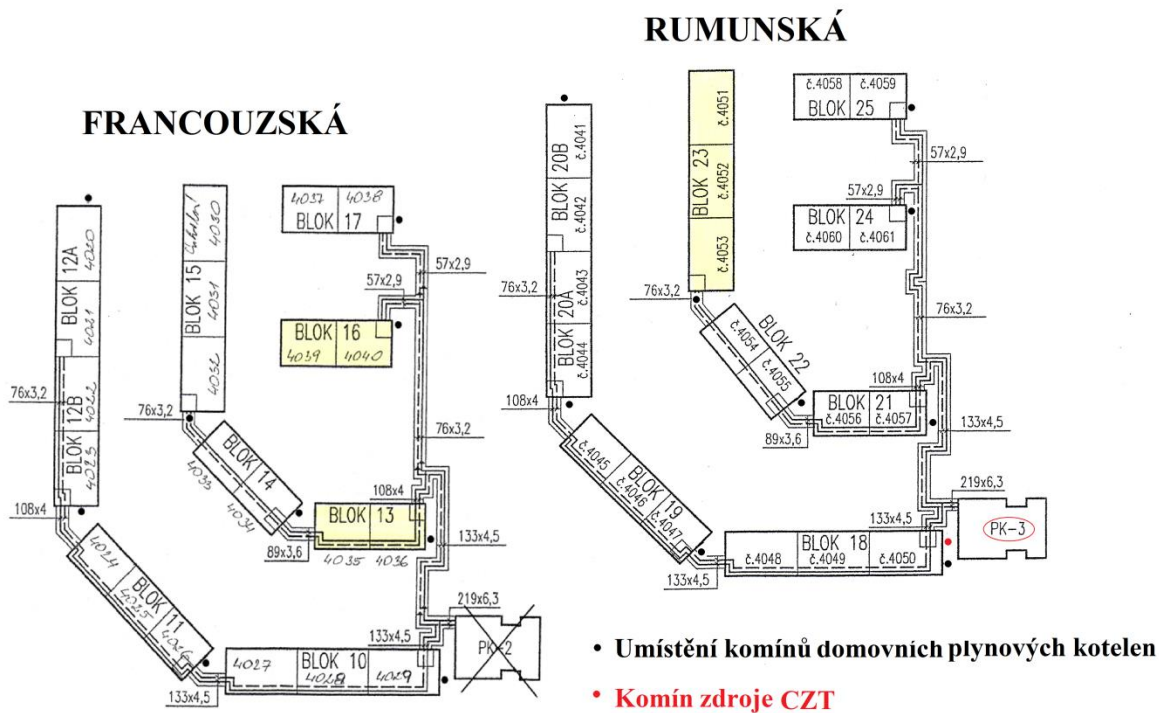 RUMUNSKÁ
FRANCOUZSKÁ
č.4058 č.4059
BLOK 25
57x2,9
57x2,9
BLOK 24
č.4060 č.4061
76x3,2
BLOK 23
č.4051
č.4052
č.4053
76x3,2
BLOK 22
č.4054
č.4055
108x4
BLOK 21
č.4056 č.4057
89x3,6
133x4,5
219x6,3
PK-3
133x4,5
BLOK 18
č.4048 č.4049 č.4050
133x4,5
BLOK 19
č.4045
č.4046
č.4047
108x4
BLOK 20B
č.4041
č.4042
BLOK 20A
č.4043
č.4044
76x3,2
4037 4038
BLOK 17
57x2,9
57x2,9
BLOK 16
4039 4040
76x3,2
BLOK 15
4030
4031
4032
76x3,2
BLOK 14
4033
4034
108x4
BLOK 13
4035 4036
89x3,6
133x4,5
219x6,3
PK-2
133x4,5
BLOK 10
4027 4028 4029
133x4,5
BLOK 11
4024
4025
4026
108x4
BLOK 12A
4020
4021
BLOK 12B
4022
4023
76x3,2
• Umístění komínů domovních plynových kotelen
• Komín zdroje CZT